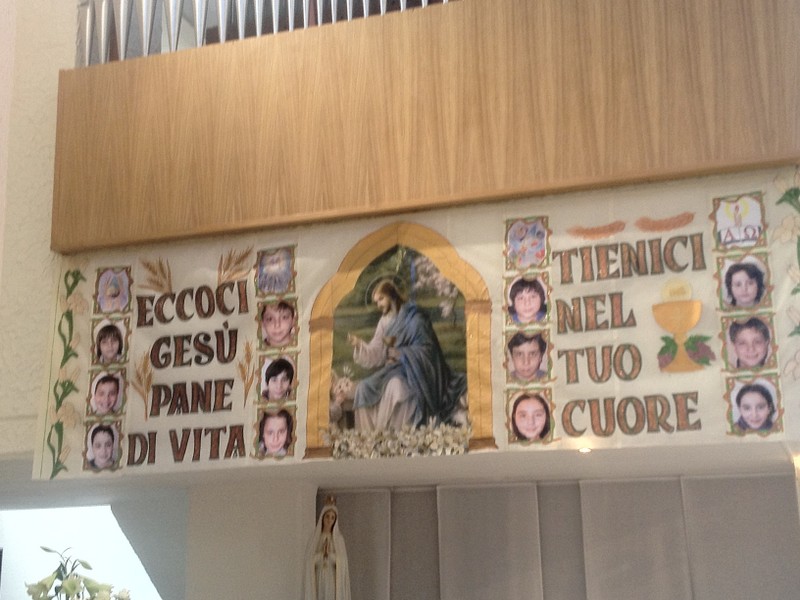 ECCOCI
GESÙ
PANE
DI VITA
TIENICI
NEL
TUO
CUORE
A Ω